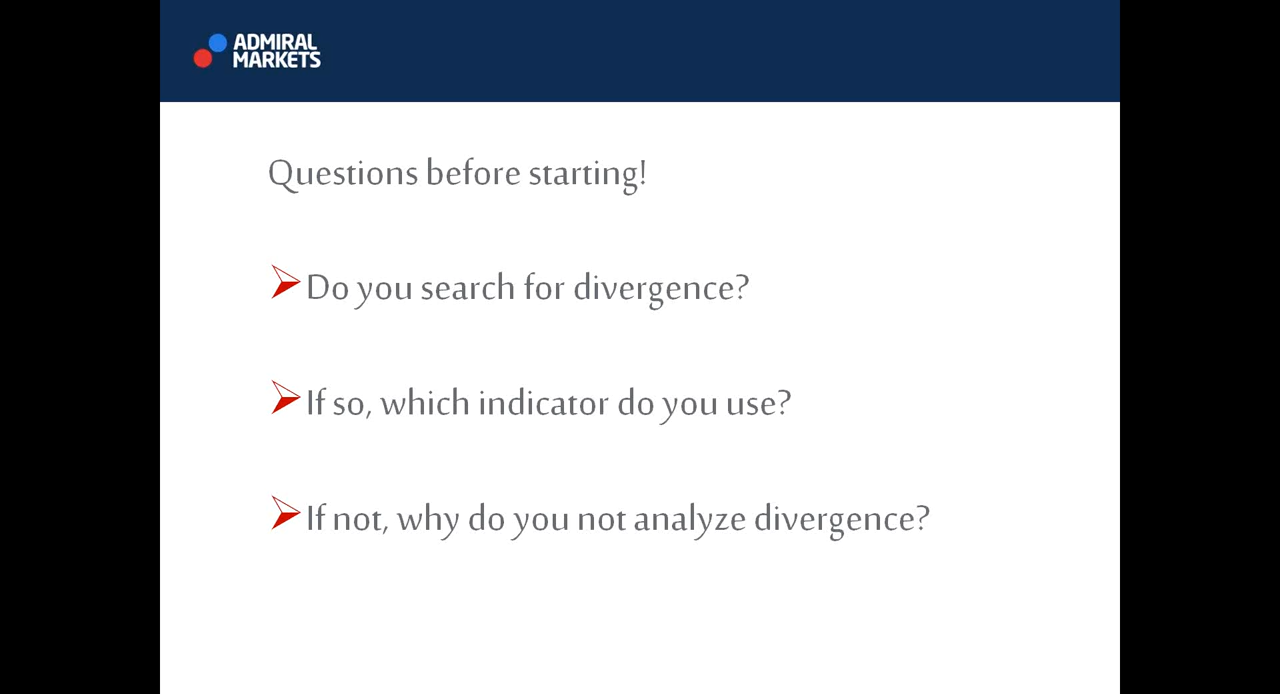 ADMIRAL
MARKETS
Questions before starting!
Do you search for divergence?
If so, which indicator do you use?
If not, why do you not analyze divergence?